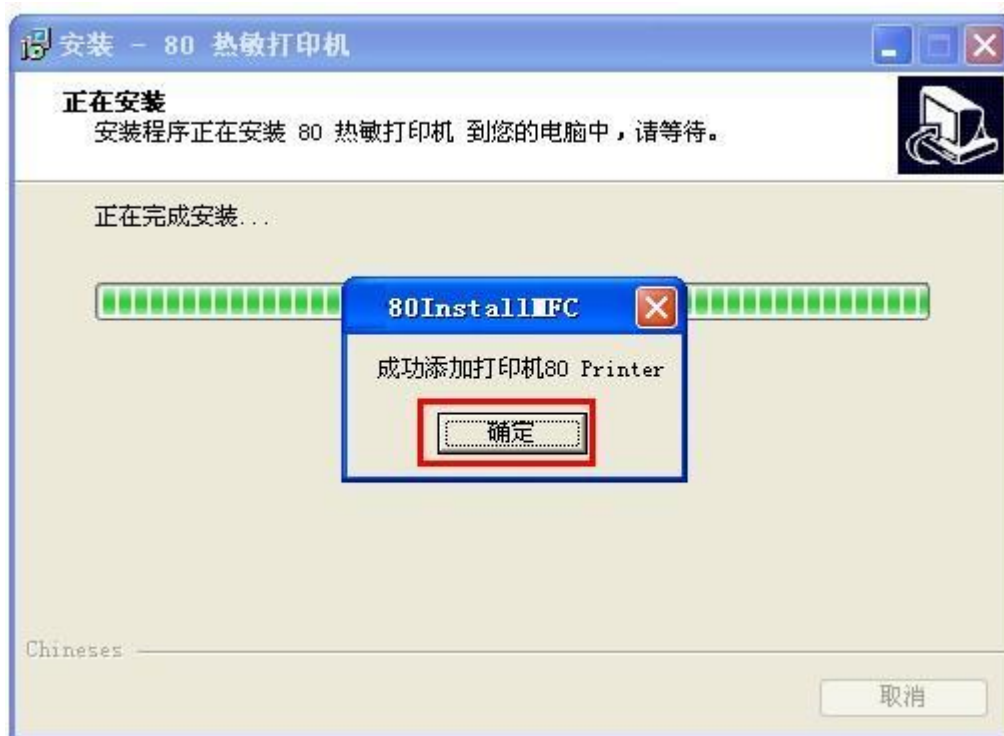 安装 - 80 热敏打印机
正在安装
安装程序正在安装 80 热敏打印机 到您的电脑中，请等待。
正在完成安装...
80InstallMFC
成功添加打印机80 Printer
确定
Chineses
取消